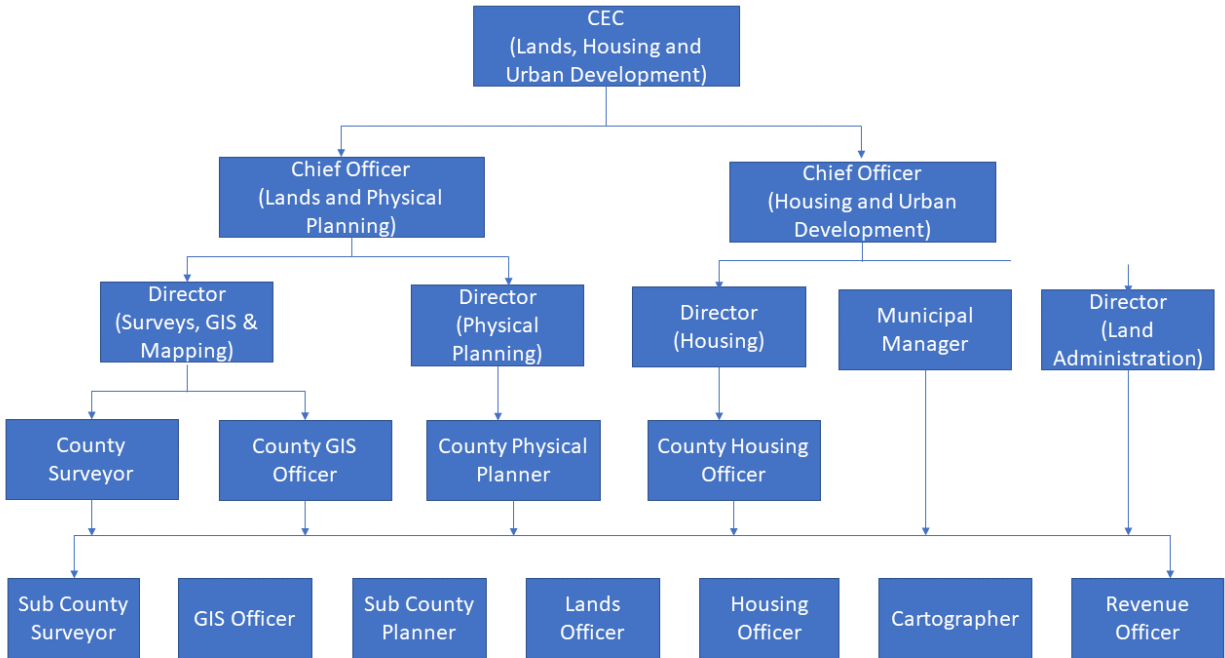 CEC
(Lands, Housing and
Urban Development)
Chief Officer
(Lands and Physical
Planning)
Chief Officer
(Housing and Urban
Development)
Director
(Surveys, GIS &
Mapping)
Director
(Physical
Planning)
Director
(Housing)
Municipal
Manager
Director
(Land
Administration)
County
Surveyor
County GIS
Officer
County Physical
Planner
County Housing
Officer
Sub County
Surveyor
GIS Officer
Sub County
Planner
Lands
Officer
Housing
Officer
Cartographer
Revenue
Officer